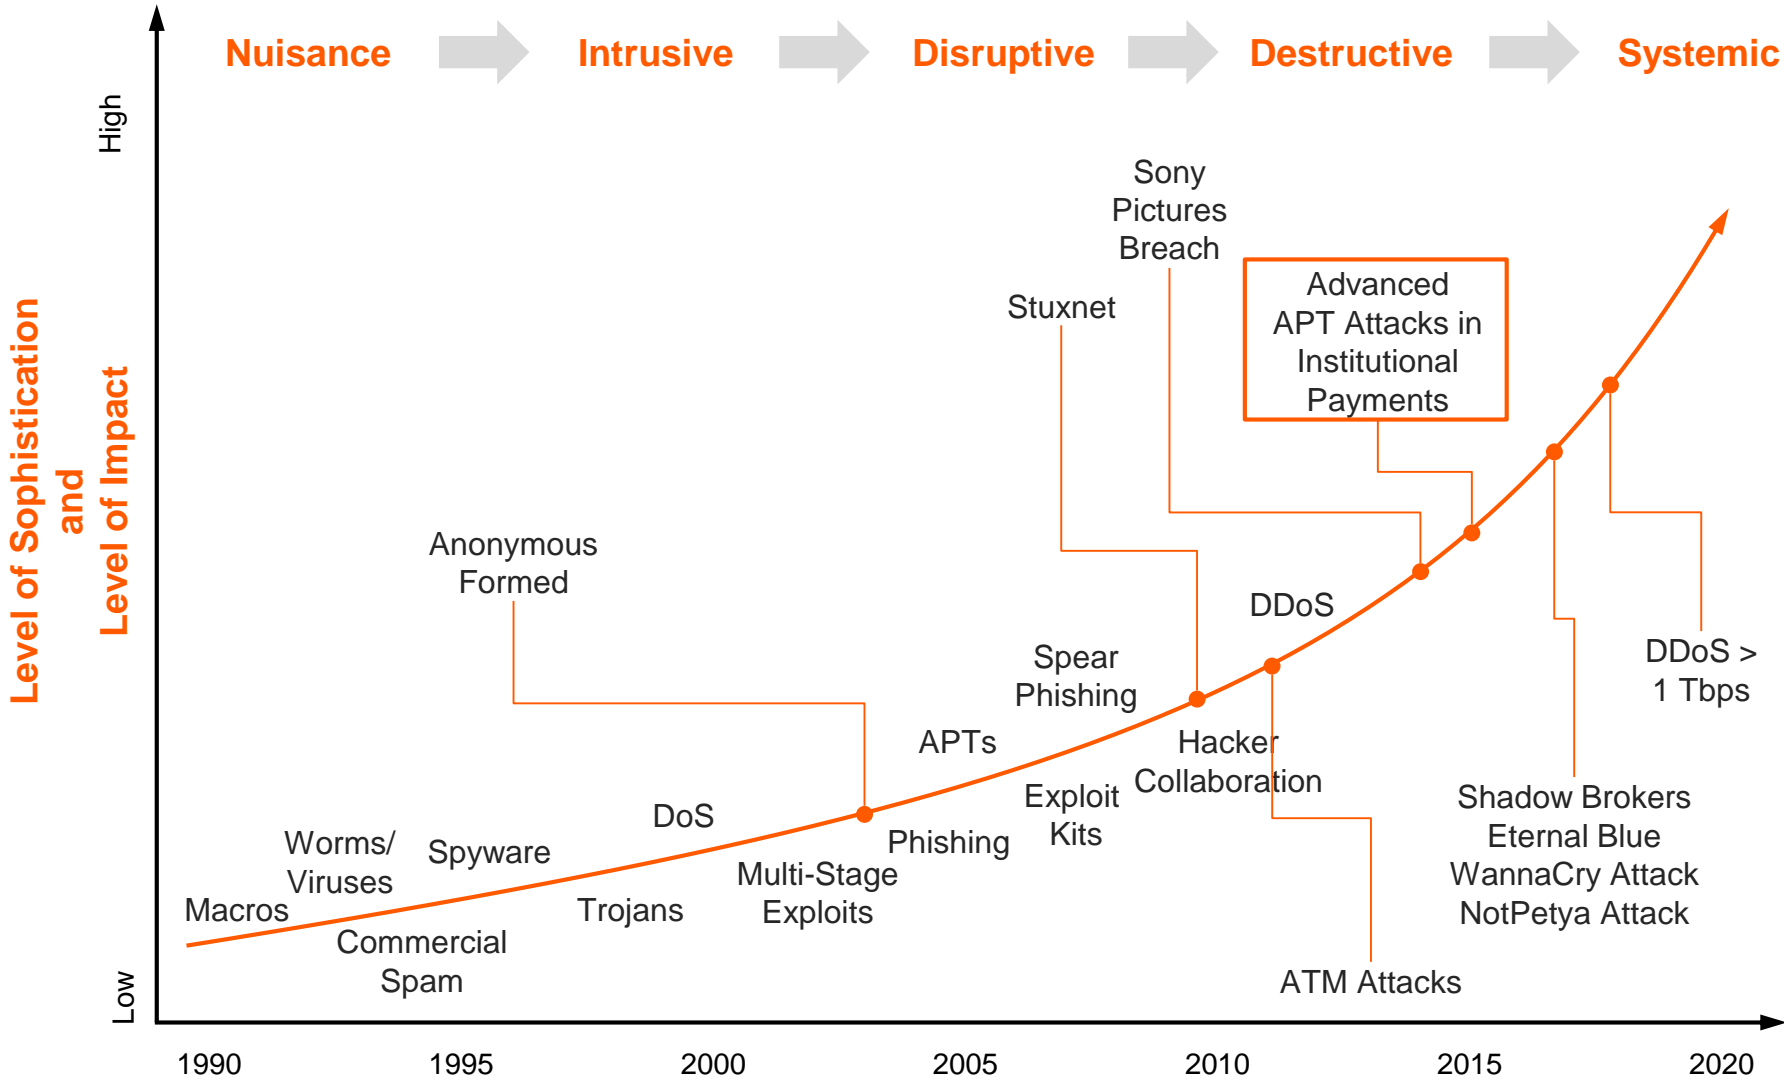 Nuisance
Intrusive
Disruptive
Destructive
Systemic
High
Level of Sophistication
and
Level of Impact
Low
Sony
Pictures
Breach
Stuxnet
Advanced
APT Attacks in
Institutional
Payments
Anonymous
Formed
DDoS
Spear
Phishing
DDoS >
1 Tbps
APTs
Hacker
Collaboration
DoS
Exploit
Kits
Shadow Brokers
Eternal Blue
WannaCry Attack
NotPetya Attack
Worms/
Viruses
Spyware
Phishing
Multi-Stage
Exploits
Macros
Trojans
Commercial
Spam
ATM Attacks
1990
1995
2000
2005
2010
2015
2020